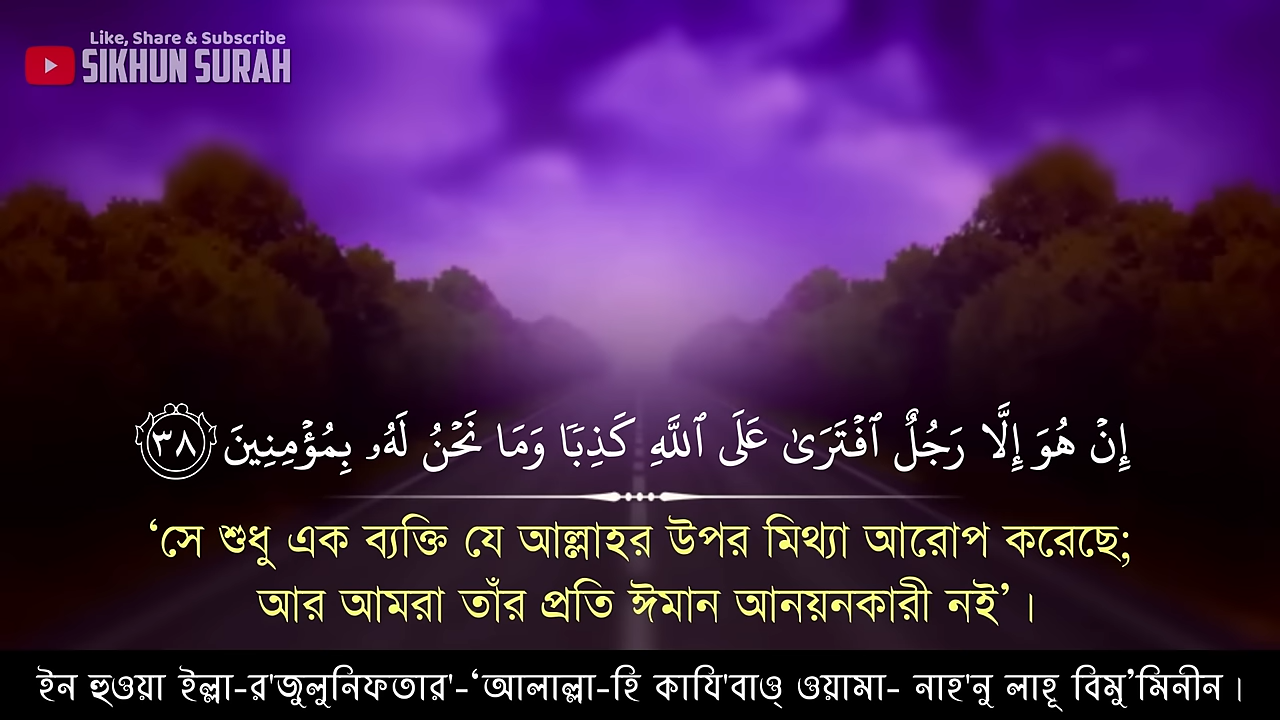 Like, Share & Subscribe
SIKHUN SURAH
إِنْ هُوَ إِلَّا رَجُلٌ ٱفْتَرَىٰ عَلَى ٱللَّهِ كَذِبًا وَمَا نَحْنُ لَهُۥ بِمُؤْمِنِينَ ٣٨
‘সে শুধু এক ব্যক্তি যে আল্লাহর উপর মিথ্যা আরোপ করেছে;
আর আমরা তাঁর প্রতি ঈমান আনয়নকারী নই’।
ইন হুওয়া ইল্লা-র'জুলুনিফতার'-‘আলাল্লা-হি কাযি'বাও্ ওয়ামা- নাহ'নু লাহূ বিমু’মিনীন।